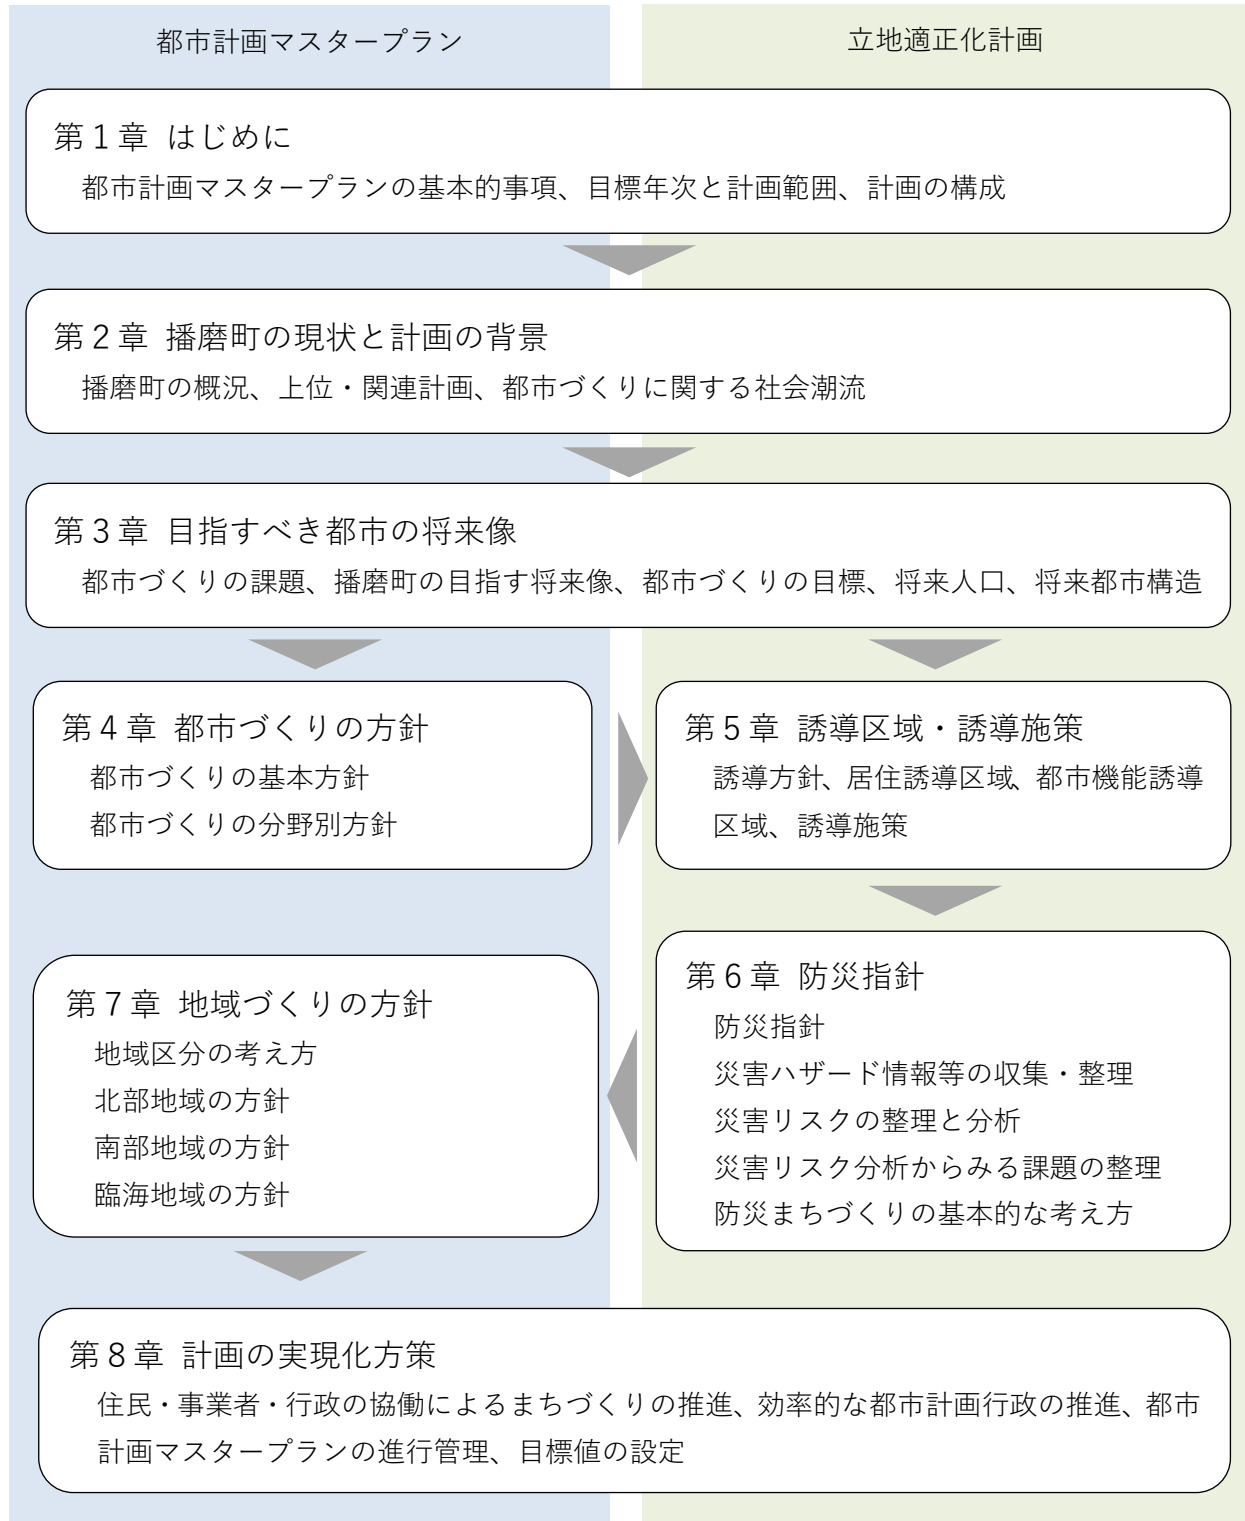 都市計画マスタープラン
立地適正化計画
第１章 はじめに
都市計画マスタープランの基本的事項、目標年次と計画範囲、計画の構成
第２章 播磨町の現状と計画の背景
播磨町の概況、上位・関連計画、都市づくりに関する社会潮流
第３章 目指すべき都市の将来像
都市づくりの課題、播磨町の目指す将来像、都市づくりの目標、将来人口、将来都市構造
第４章 都市づくりの方針
都市づくりの基本方針
都市づくりの分野別方針
第５章 誘導区域・誘導施策
誘導方針、居住誘導区域、都市機能誘導
区域、誘導施策
第６章 防災指針
防災指針
災害ハザード情報等の収集・整理
災害リスクの整理と分析
災害リスク分析からみる課題の整理
防災まちづくりの基本的な考え方
第７章 地域づくりの方針
地域区分の考え方
北部地域の方針
南部地域の方針
臨海地域の方針
第８章 計画の実現化方策
住民・事業者・行政の協働によるまちづくりの推進、効率的な都市計画行政の推進、都市
計画マスタープランの進行管理、目標値の設定